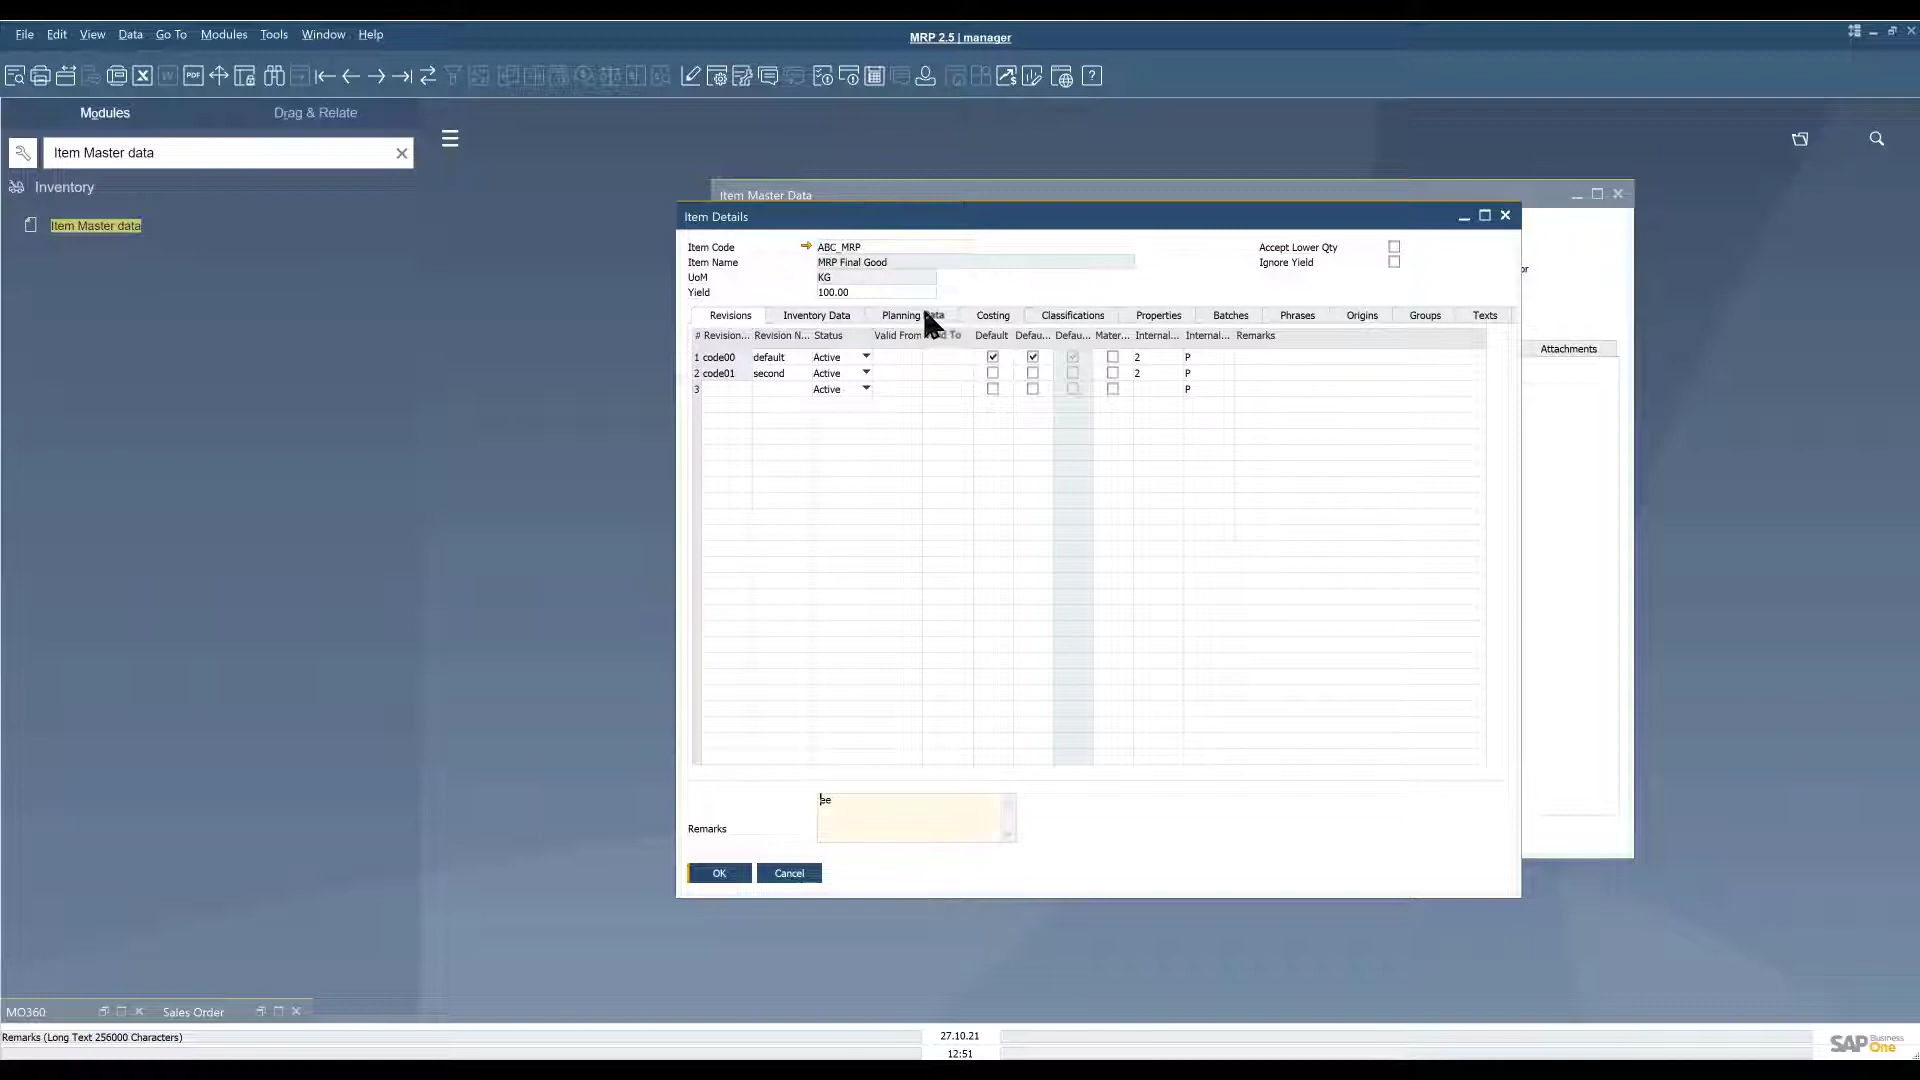 File Edit View Data Go To Modules Tools Window Help
MRP 2.5 | manager
W PDF ?
Modules Drag & Relate
Item Master data
Inventory
Item Master data
Item Master Data
Item Details
Item Code ABC_MRP Accept Lower Qty
Item Name MRP Final Good Ignore Yield
or
UoM KG
Yield 100.00
Revisions Inventory Data Planning Data Costing Classifications Properties Batches Phrases Origins Groups Texts
# Revision... Revision N... Status Valid From To Default Defau... Defau... Mater... Internal... Internal... Remarks
Attachments
1 code00 default Active 2 P
2 code01 second Active 2 P
3 Active P
ee
Remarks
OK Cancel
MO360 Sales Order
Remarks (Long Text 256000 Characters) 27.10.21
12:51
SAP Business One